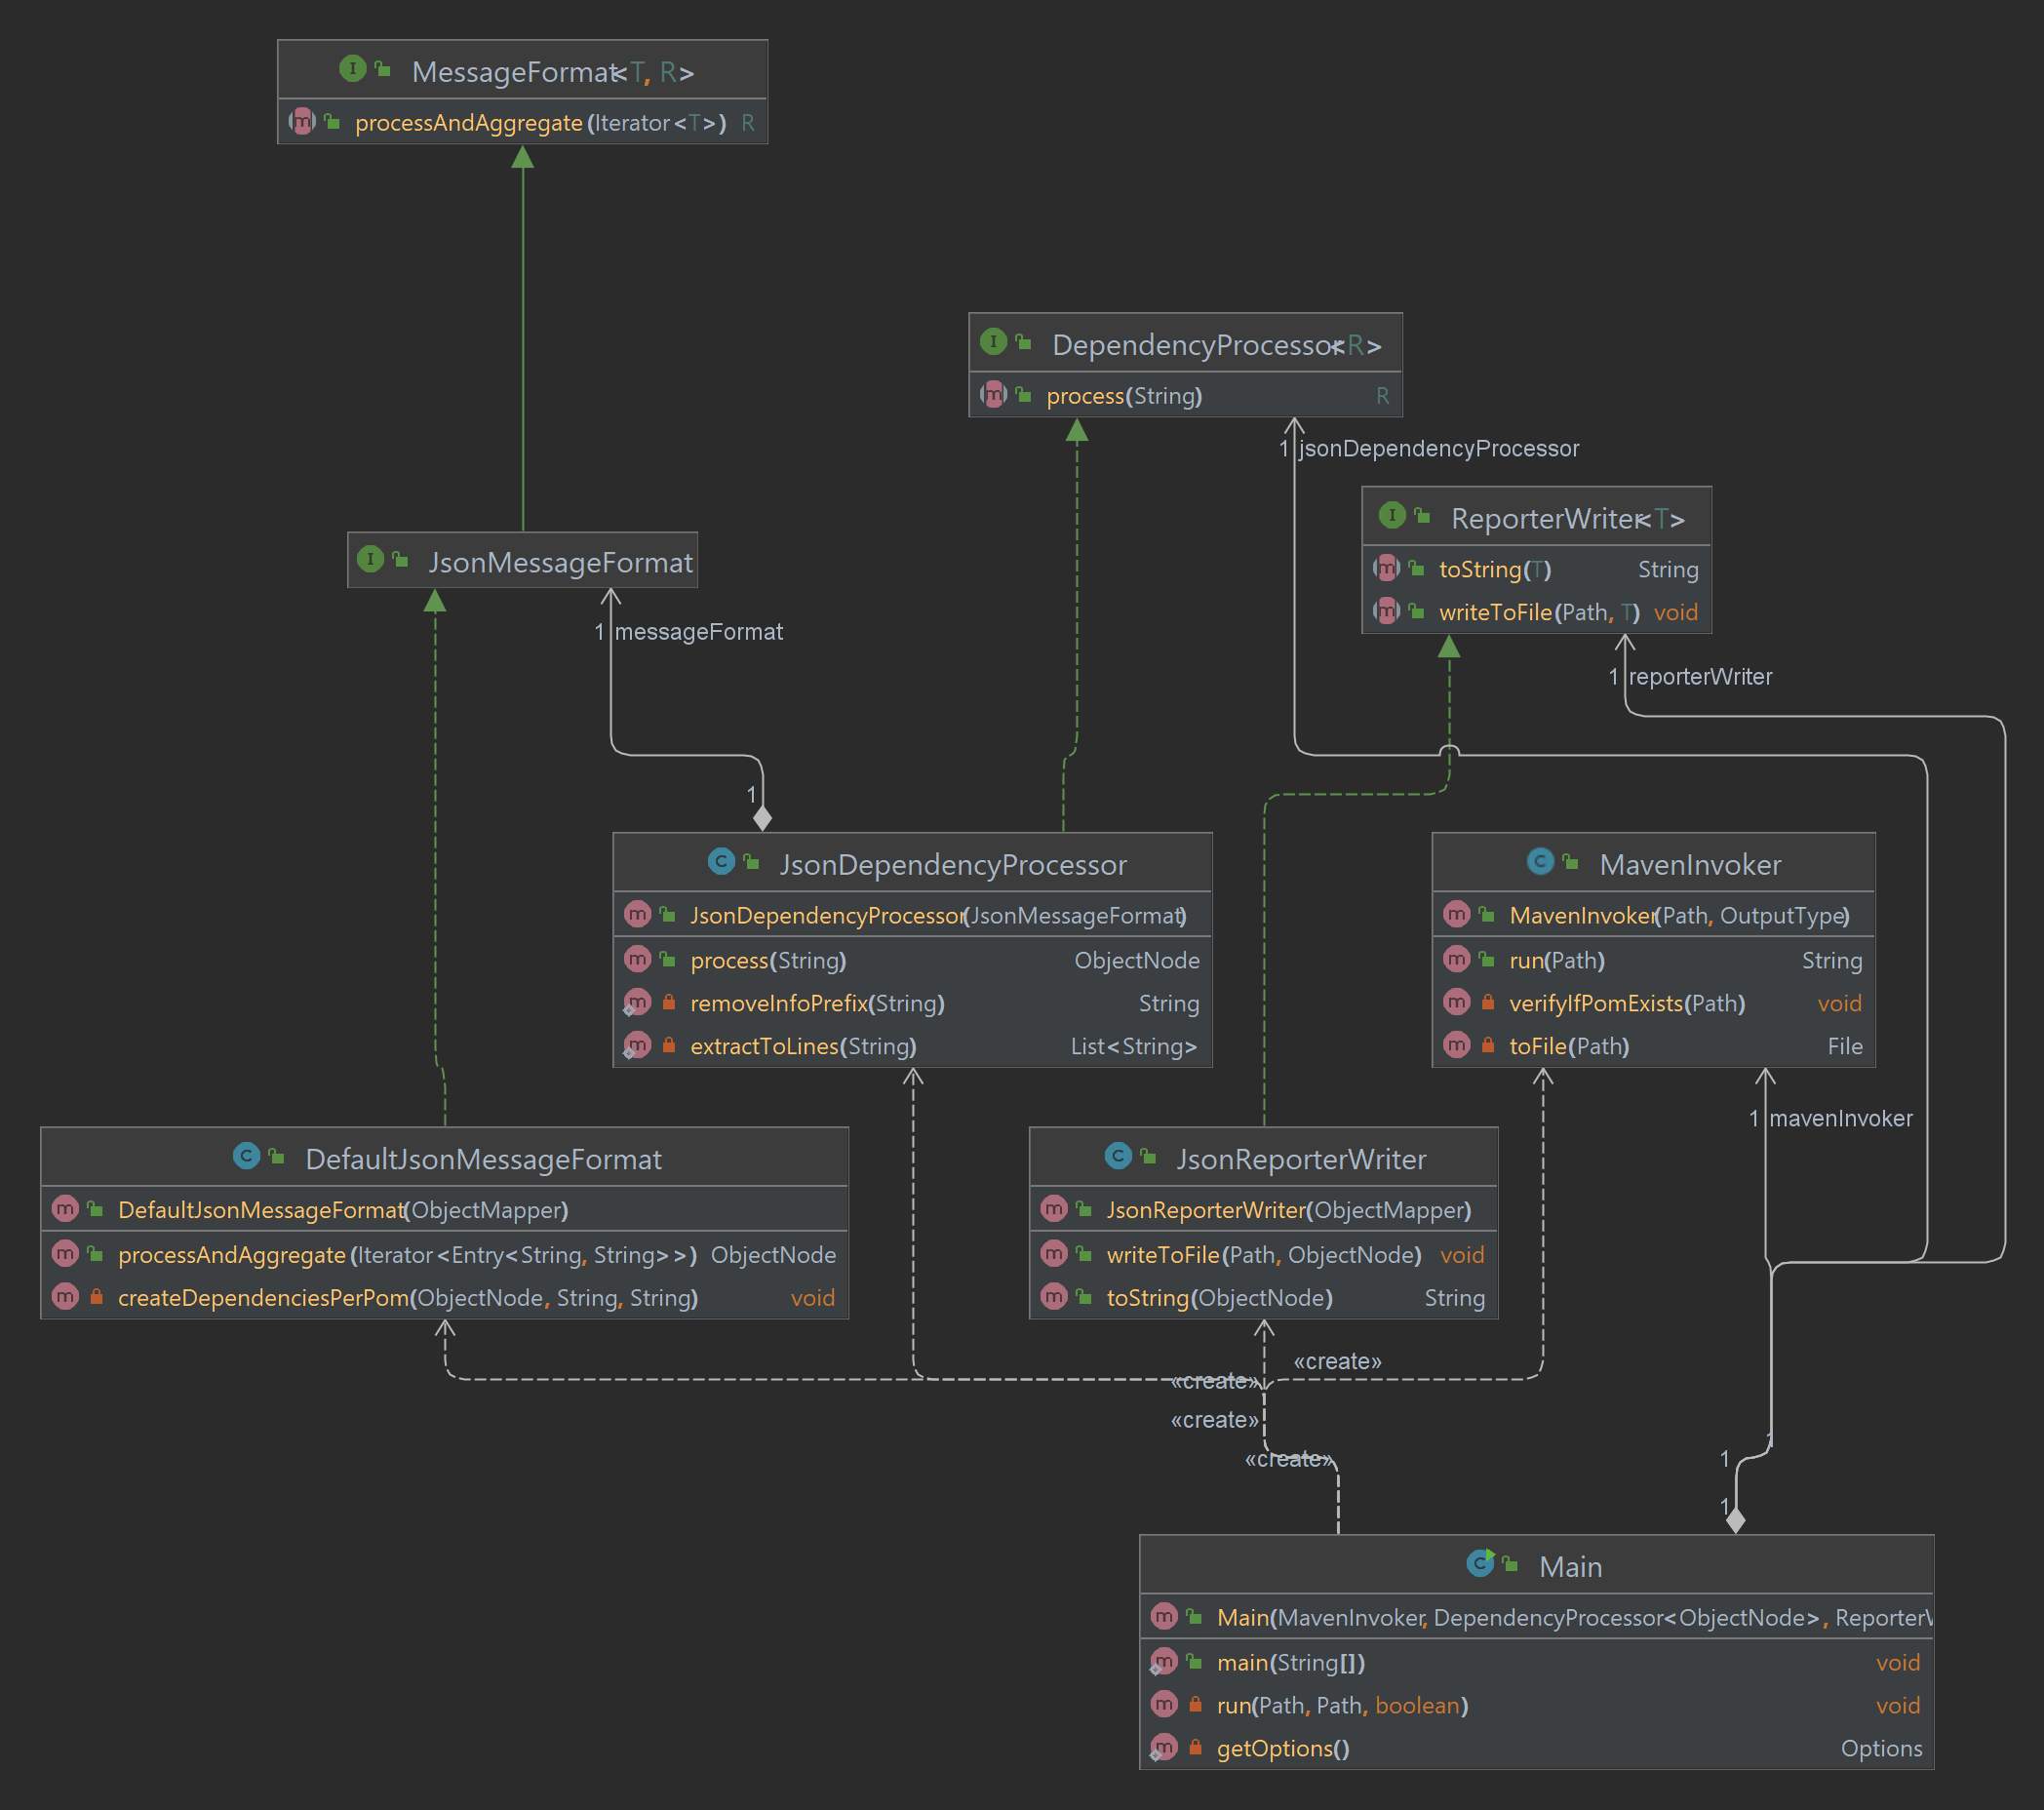 MessageFormat<T, R>
processAndAggregate(Iterator<T>) R
DependencyProcessor<R>
process(String) R
1 jsonDependencyProcessor
ReporterWriter<T>
toString(T) String
writeToFile(Path, T) void
JsonMessageFormat
1 messageFormat
1 reporterWriter
1
JsonDependencyProcessor
JsonDependencyProcessor(JsonMessageFormat)
process(String) ObjectNode
removeInfoPrefix(String) String
extractToLines(String) List<String>
MavenInvoker
MavenInvoker(Path, OutputType)
run(Path) String
verifyIfPomExists(Path) void
toFile(Path) File
1 mavenInvoker
DefaultJsonMessageFormat
DefaultJsonMessageFormat(ObjectMapper)
processAndAggregate(Iterator<Entry<String, String>>) ObjectNode
createDependenciesPerPom(ObjectNode, String, String) void
JsonReporterWriter
JsonReporterWriter(ObjectMapper)
writeToFile(Path, ObjectNode) void
toString(ObjectNode) String
«create»
«create»
«create»
«create»
1
1
1
Main
Main(MavenInvoker, DependencyProcessor<ObjectNode>, ReporterW
main(String[]) void
run(Path, Path, boolean) void
getOptions() Options